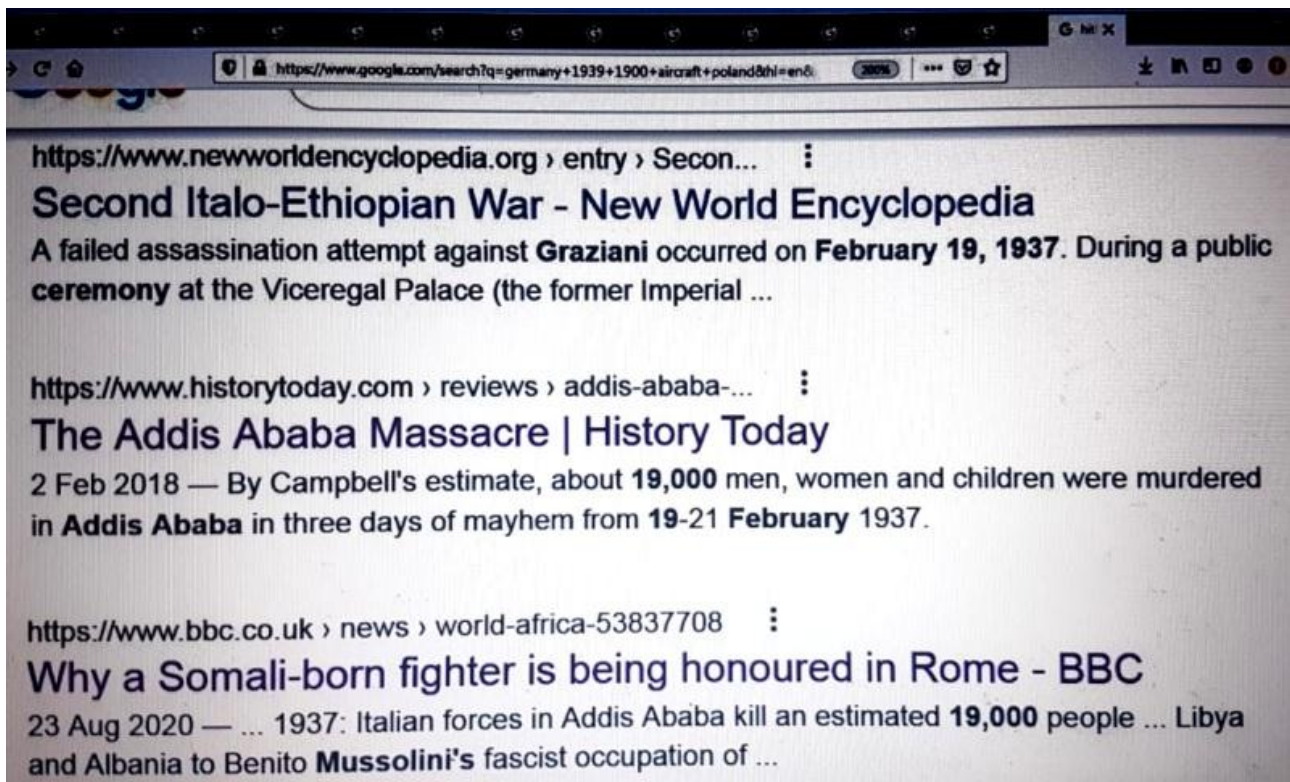 https://www.google.com/search?q=germany+1939+1900+aircraft+poland&hl=en&
200%
https://www.newworldencyclopedia.org › entry › Secon...
Second Italo-Ethiopian War - New World Encyclopedia
A failed assassination attempt against Graziani occurred on February 19, 1937. During a public
ceremony at the Viceregal Palace (the former Imperial ...
https://www.historytoday.com › reviews › addis-ababa-...
The Addis Ababa Massacre | History Today
2 Feb 2018 — By Campbell's estimate, about 19,000 men, women and children were murdered
in Addis Ababa in three days of mayhem from 19-21 February 1937.
https://www.bbc.co.uk › news › world-africa-53837708
Why a Somali-born fighter is being honoured in Rome - BBC
23 Aug 2020 — ... 1937: Italian forces in Addis Ababa kill an estimated 19,000 people ... Libya
and Albania to Benito Mussolini's fascist occupation of ...